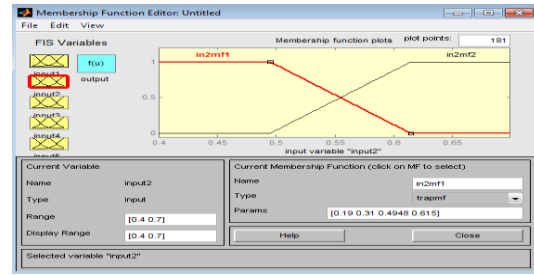 Membership Function Editor: Untitled
File Edit View
FIS Variables
Membership function plots plot points: 181
f(u)
input1
output
input2
input3
input4
input5
in2mf1 in2mf2
1
0.5
0
0.4 0.45 0.5 0.55 0.6 0.65
input variable "input2"
Current Variable
Name input2
Type input
Range [0.4 0.7]
Display Range [0.4 0.7]
Current Membership Function (click on MF to select)
Name in2mf1
Type trapmf
Params [0.19 0.31 0.4948 0.615]
Help Close
Selected variable "input2"